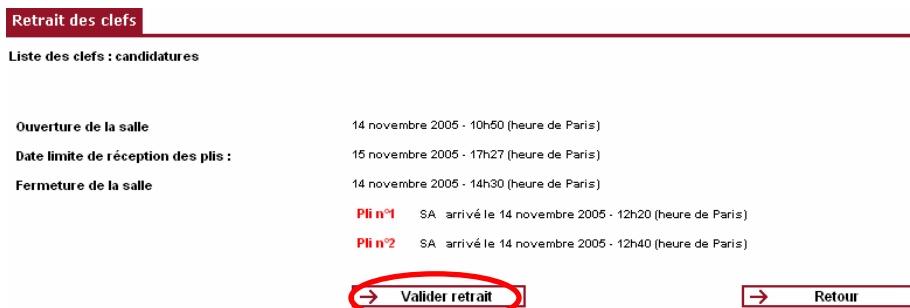 Retrait des clefs
Liste des clefs : candidatures
Ouverture de la salle 14 novembre 2005 - 10h50 (heure de Paris)
Date limite de réception des plis : 15 novembre 2005 - 17h27 (heure de Paris)
Fermeture de la salle 14 novembre 2005 - 14h30 (heure de Paris)
Pli n°1 SA arrivé le 14 novembre 2005 - 12h20 (heure de Paris)
Pli n°2 SA arrivé le 14 novembre 2005 - 12h40 (heure de Paris)
→ Valider retrait → Retour